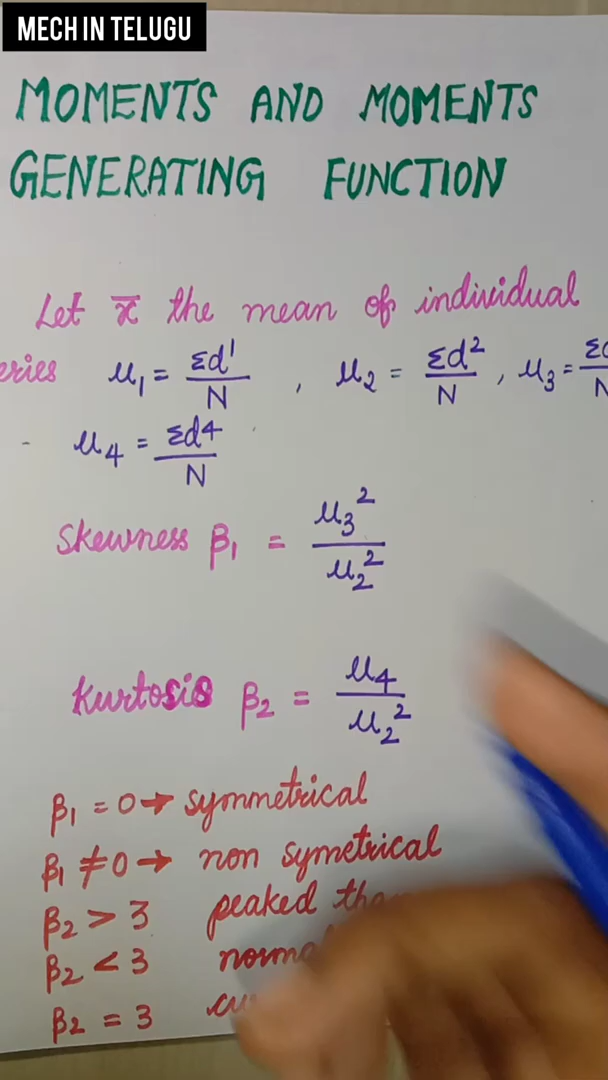 MECH IN TELUGU
MOMENTS AND MOMENTS
GENERATING FUNCTION
Let x̄ the mean of individual
eries μ₁ = Σd'/N , μ₂ = Σd²/N , μ₃ =
- μ₄ = Σd4/N
Skewness β₁ = μ₃²/μ₂²
Kurtosis β₂ = μ₄/μ₂²
β₁ = 0 → symmetrical
β₁ ≠ 0 → non symetrical
β₂ > 3 peaked
β₂ < 3
β₂ = 3